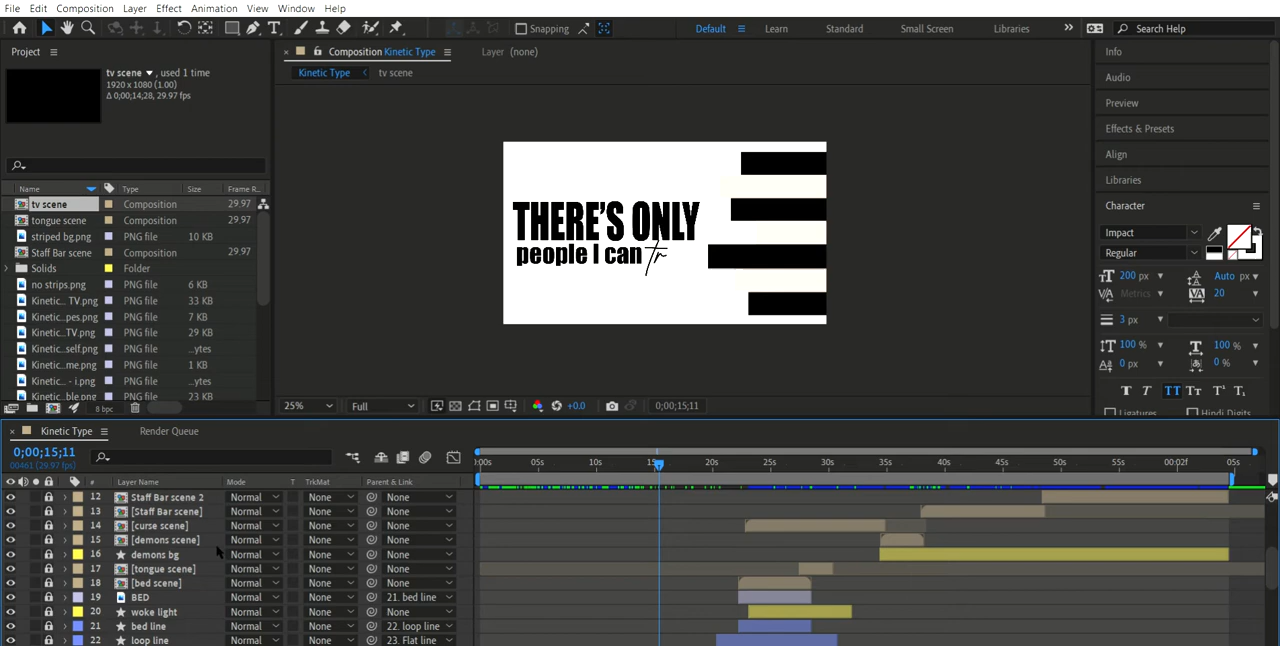 File Edit Composition Layer Effect Animation View Window Help
Snapping Default Learn Standard Small Screen Libraries Search Help
Project
tv scene ▼, used 1 time
1920 x 1080 (1.00)
Δ 0;00;14;28, 29.97 fps
Name Type Size Frame R...
tv scene Composition 29.97
tongue scene Composition 29.97
striped bg.png PNG file 10 KB
Staff Bar scene Composition 29.97
Solids Folder
no strips.png PNG file 6 KB
Kinetic... TV.png PNG file 33 KB
Kinetic...pes.png PNG file 7 KB
Kinetic...TV.png PNG file 29 KB
Kinetic...self.png PNG file ...ytes
Kinetic...me.png PNG file 1 KB
Kinetic... - i.png PNG file ...ytes
Kinetic...ble.png PNG file 23 KB
8 bpc
Composition Kinetic Type Layer (none)
Kinetic Type tv scene
THERE'S ONLY
people I can tr
25% Full +0.0 0;00;15;11
Info
Audio
Preview
Effects & Presets
Align
Libraries
Character
Impact
Regular
200 px Auto px
Metrics 20
3 px
100 % 100 %
0 px 0 %
T T TT Tr T¹ T₁
Ligatures Hindi Digits
Kinetic Type Render Queue
0;00;15;11
00461 (29.97 fps)
# Layer Name Mode T TrkMat Parent & Link
:00s 05s 10s 15s 20s 25s 30s 35s 40s 45s 50s 55s 00:02f 05s
12 Staff Bar scene 2 Normal None None
13 [Staff Bar scene] Normal None None
14 [curse scene] Normal None None
15 [demons scene] Normal None None
16 demons bg Normal None None
17 [tongue scene] Normal None None
18 [bed scene] Normal None None
19 BED Normal None 21. bed line
20 woke light Normal None None
21 bed line Normal None 22. loop line
22 loop line Normal None 23. Flat line